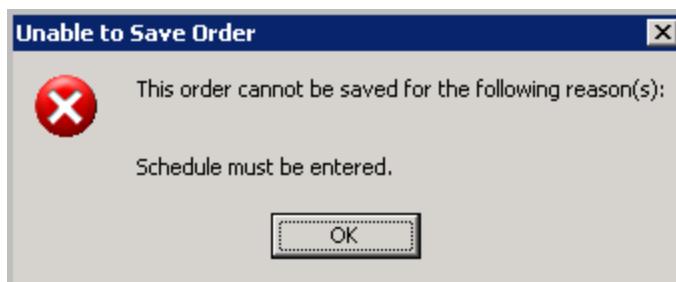 Unable to Save Order
This order cannot be saved for the following reason(s):
Schedule must be entered.
OK